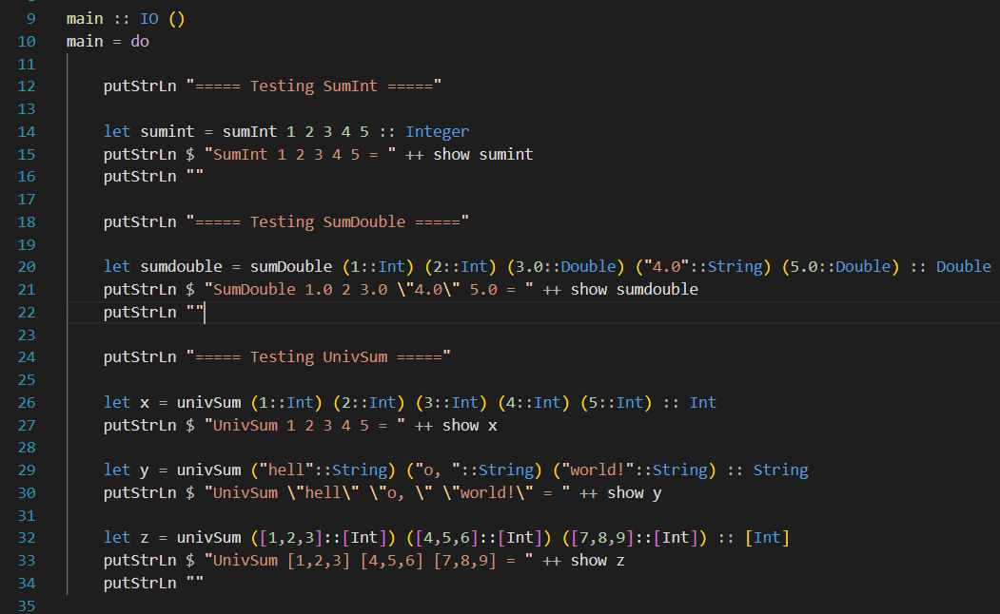 9 main :: IO ()
10 main = do
11
12 putStrLn "===== Testing SumInt ====="
13
14 let sumint = sumInt 1 2 3 4 5 :: Integer
15 putStrLn $ "SumInt 1 2 3 4 5 = " ++ show sumint
16 putStrLn ""
17
18 putStrLn "===== Testing SumDouble ====="
19
20 let sumdouble = sumDouble (1::Int) (2::Int) (3.0::Double) ("4.0"::String) (5.0::Double) :: Double
21 putStrLn $ "SumDouble 1.0 2 3.0 \"4.0\" 5.0 = " ++ show sumdouble
22 putStrLn ""
23
24 putStrLn "===== Testing UnivSum ====="
25
26 let x = univSum (1::Int) (2::Int) (3::Int) (4::Int) (5::Int) :: Int
27 putStrLn $ "UnivSum 1 2 3 4 5 = " ++ show x
28
29 let y = univSum ("hell"::String) ("o, "::String) ("world!"::String) :: String
30 putStrLn $ "UnivSum \"hell\" \"o, \" \"world!\" = " ++ show y
31
32 let z = univSum ([1,2,3]::[Int]) ([4,5,6]::[Int]) ([7,8,9]::[Int]) :: [Int]
33 putStrLn $ "UnivSum [1,2,3] [4,5,6] [7,8,9] = " ++ show z
34 putStrLn ""
35